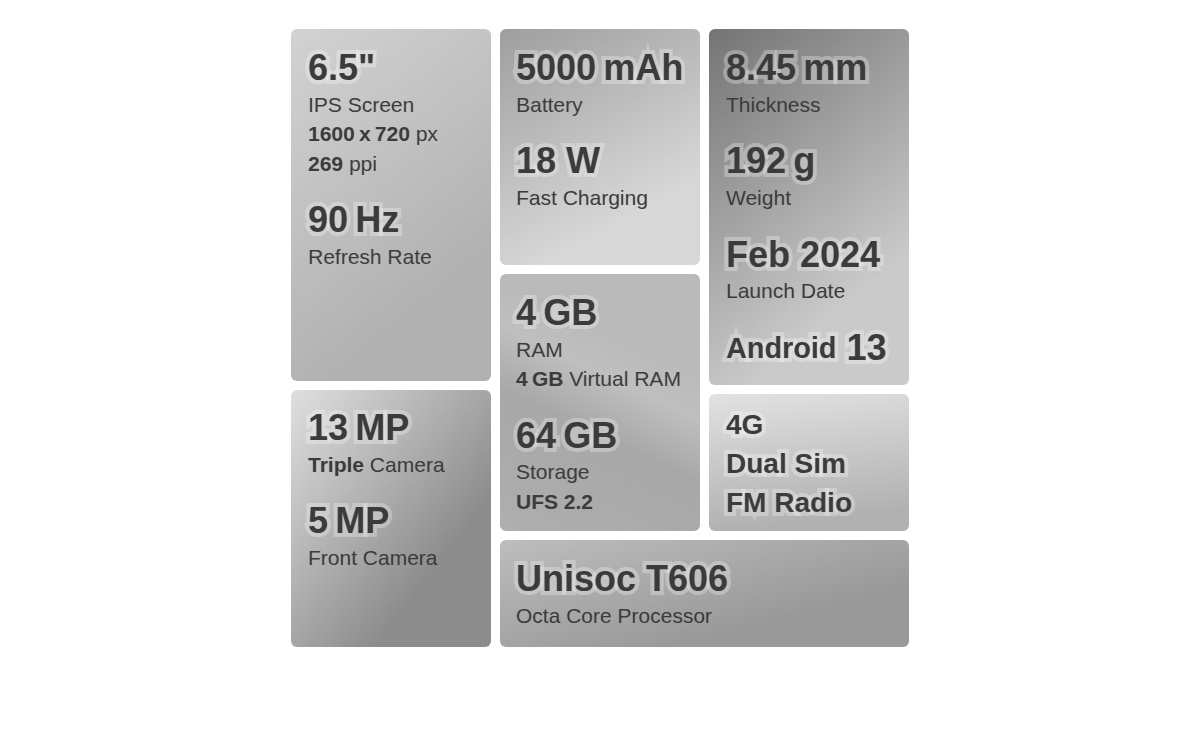 6.5"
IPS Screen
1600 x 720 px
269 ppi
90 Hz
Refresh Rate
13 MP
Triple Camera
5 MP
Front Camera
5000 mAh
Battery
18 W
Fast Charging
4 GB
RAM
4 GB Virtual RAM
64 GB
Storage
UFS 2.2
8.45 mm
Thickness
192 g
Weight
Feb 2024
Launch Date
Android 13
4G
Dual Sim
FM Radio
Unisoc T606
Octa Core Processor